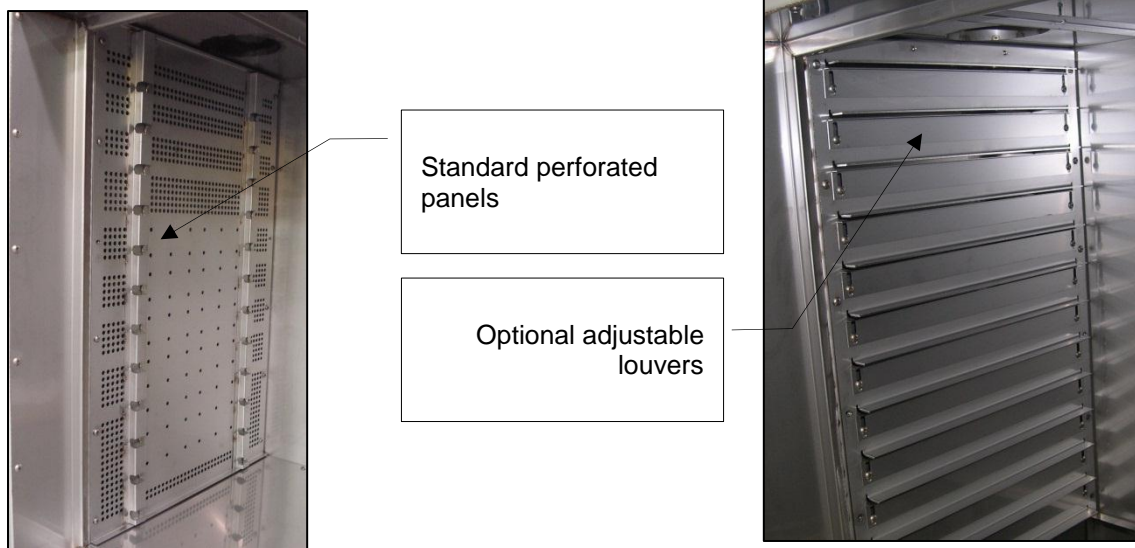 Standard perforated
panels
Optional adjustable
louvers